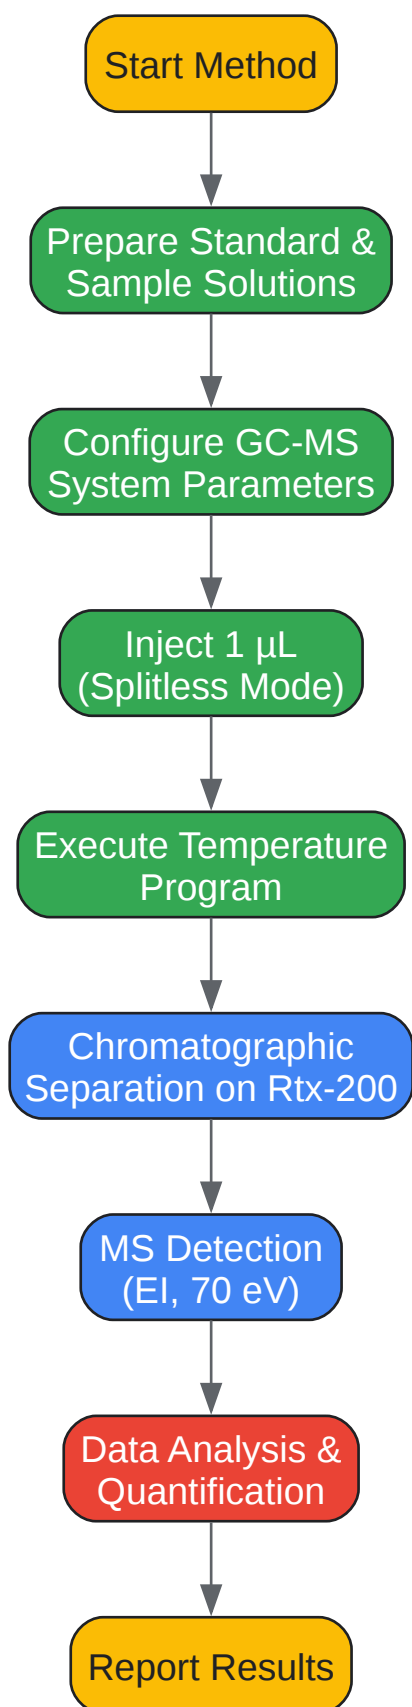 Start Method
Prepare Standard &
Sample Solutions
Configure GC-MS
System Parameters
Inject 1 µL
(Splitless Mode)
Execute Temperature
Program
Chromatographic
Separation on Rtx-200
MS Detection
(EI, 70 eV)
Data Analysis &
Quantification
Report Results